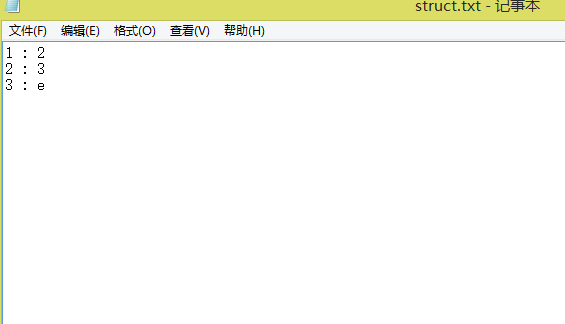 struct.txt - 记事本
文件(F) 编辑(E) 格式(O) 查看(V) 帮助(H)
1 : 2
2 : 3
3 : e